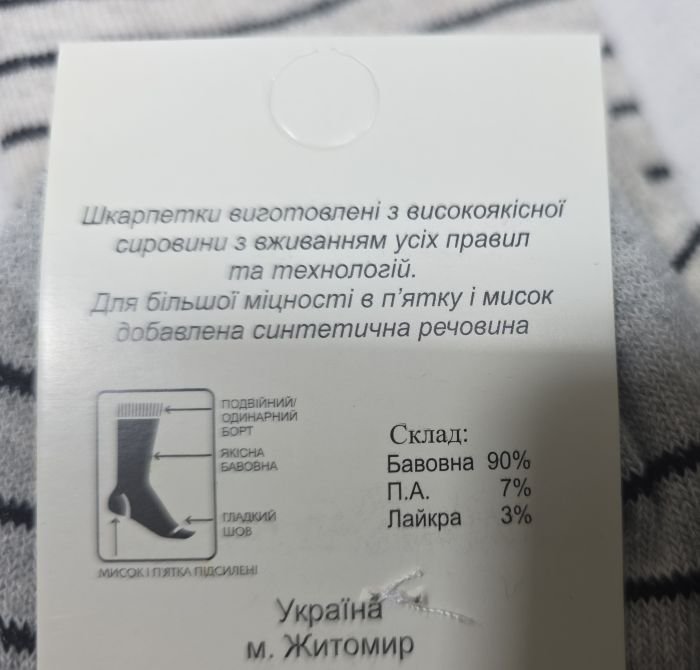 Шкарпетки виготовлені з високоякісної
сировини з вживанням усіх правил
та технологій.
Для більшої міцності в п'ятку і мисок
добавлена синтетична речовина
ПОДВІЙНИЙ/
ОДИНАРНИЙ
БОРТ
ЯКІСНА
БАВОВНА
ГЛАДКИЙ
ШОВ
МИСОК І П'ЯТКА ПІДСИЛЕНІ
Склад:
Бавовна 90%
П.А. 7%
Лайкра 3%
Україна
м. Житомир